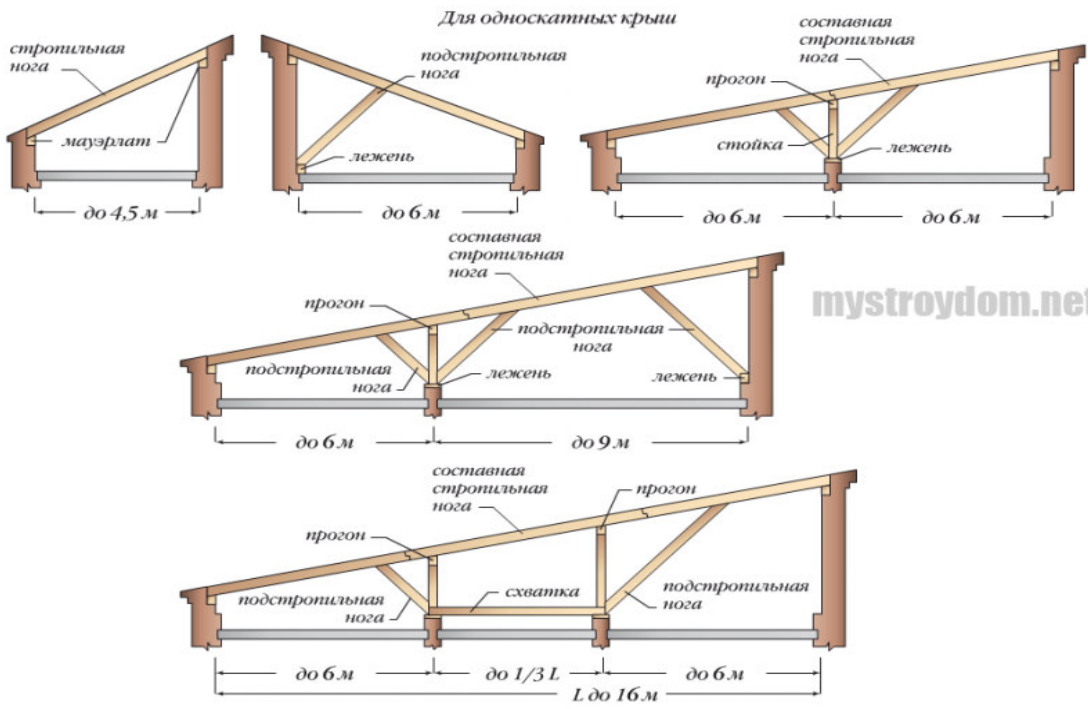 Для односкатных крыш
стропильная
нога
мауэрлат
до 4,5 м
подстропильная
нога
лежень
до 6 м
составная
стропильная
нога
прогон
стойка
лежень
до 6 м
до 6 м
составная
стропильная
нога
прогон
подстропильная
нога
подстропильная
нога
лежень
лежень
до 6 м
до 9 м
mystroydom.net
составная
стропильная
нога
прогон
прогон
подстропильная
нога
схватка
подстропильная
нога
до 6 м
до 1/3 L
до 6 м
L до 16 м